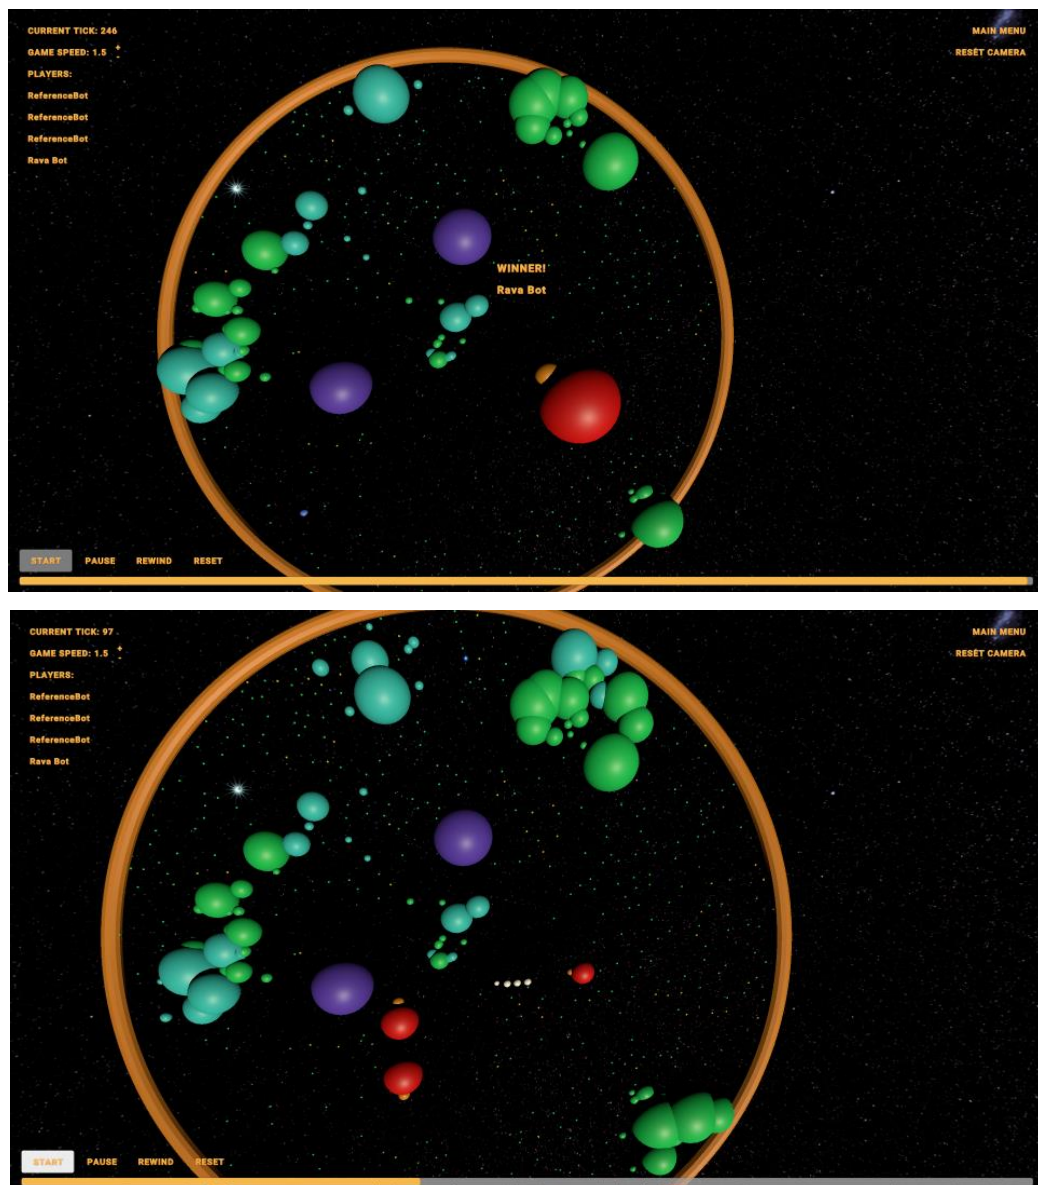 CURRENT TICK: 246
MAIN MENU
GAME SPEED: 1.5 + -
RESET CAMERA
PLAYERS:
ReferenceBot
ReferenceBot
ReferenceBot
Rava Bot
WINNER!
Rava Bot
START PAUSE REWIND RESET
CURRENT TICK: 97
MAIN MENU
GAME SPEED: 1.5 + -
RESET CAMERA
PLAYERS:
ReferenceBot
ReferenceBot
ReferenceBot
Rava Bot
START PAUSE REWIND RESET